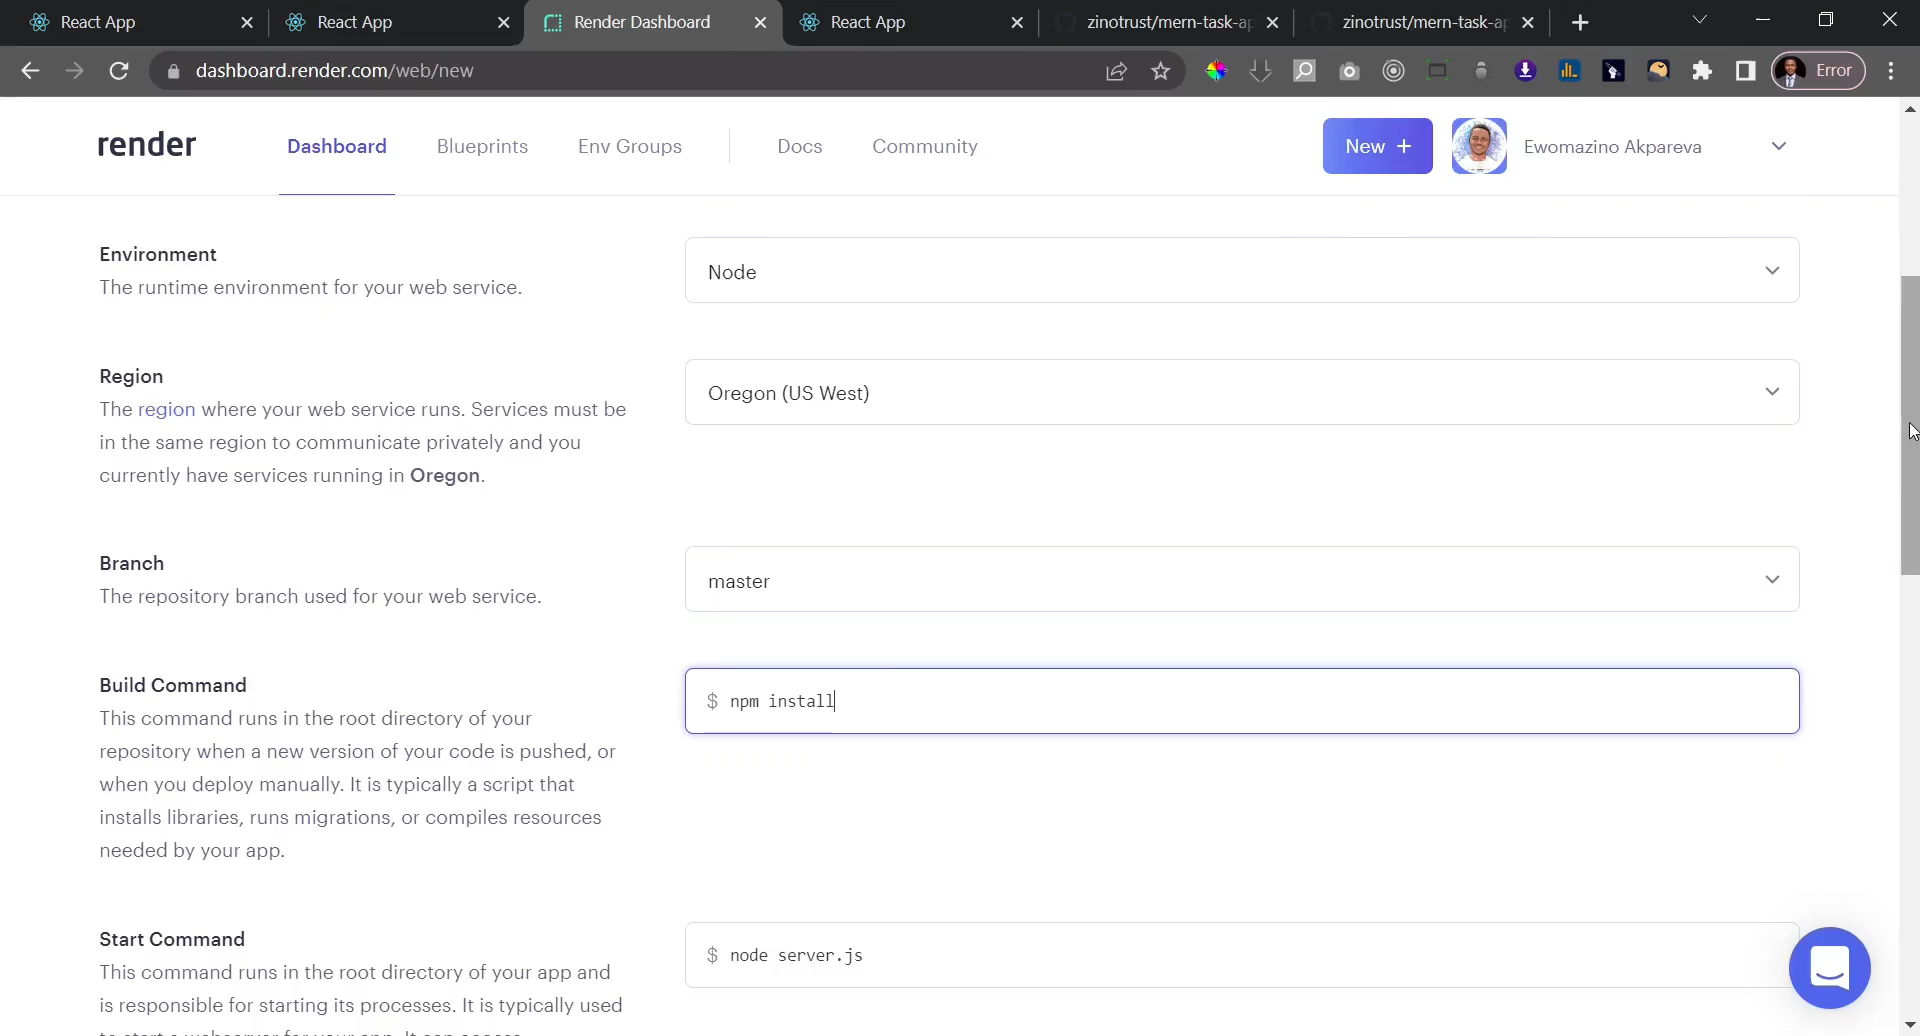 React App
React App
Render Dashboard
React App
zinotrust/mern-task-ap
zinotrust/mern-task-ap
dashboard.render.com/web/new
Error
render
Dashboard
Blueprints
Env Groups
Docs
Community
New +
Ewomazino Akpareva
Environment
The runtime environment for your web service.
Node
Region
The region where your web service runs. Services must be
in the same region to communicate privately and you
currently have services running in Oregon.
Oregon (US West)
Branch
The repository branch used for your web service.
master
Build Command
This command runs in the root directory of your
repository when a new version of your code is pushed, or
when you deploy manually. It is typically a script that
installs libraries, runs migrations, or compiles resources
needed by your app.
$ npm install
Start Command
This command runs in the root directory of your app and
is responsible for starting its processes. It is typically used
$ node server.js